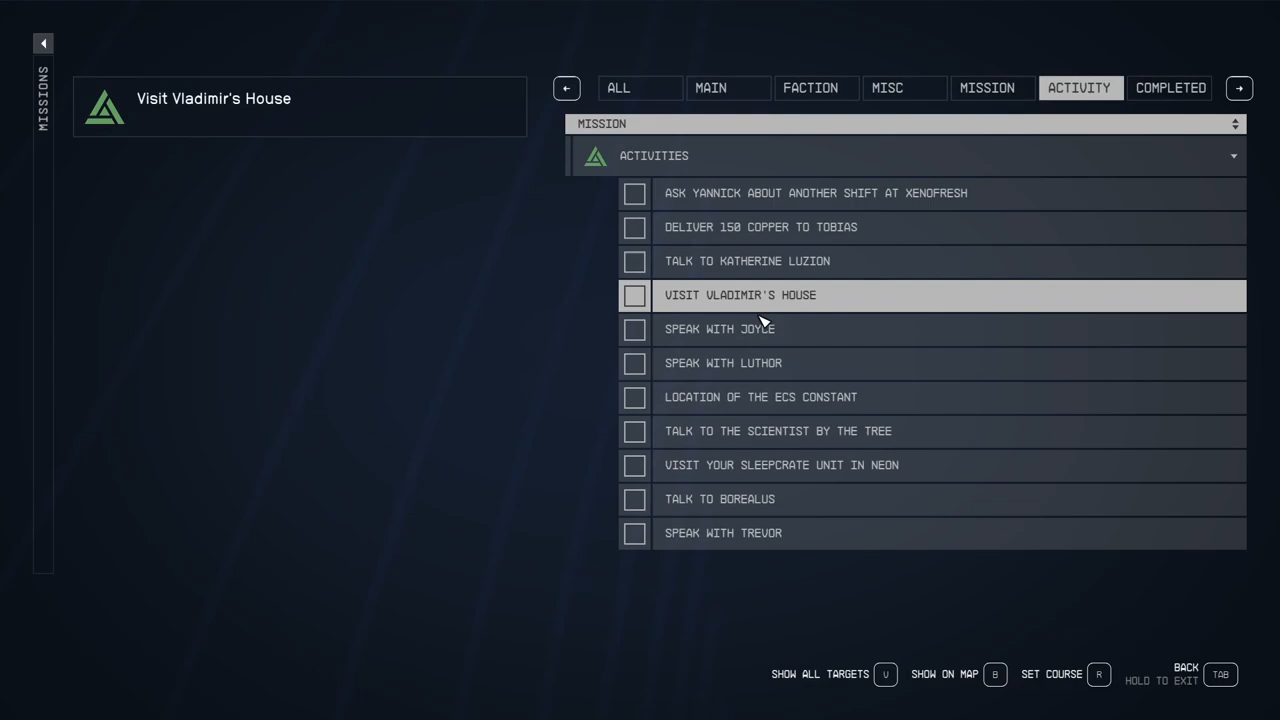 MISSIONS
Visit Vladimir's House
ALL
MAIN
FACTION
MISC
MISSION
ACTIVITY
COMPLETED
MISSION
ACTIVITIES
ASK YANNICK ABOUT ANOTHER SHIFT AT XENOFRESH
DELIVER 150 COPPER TO TOBIAS
TALK TO KATHERINE LUZION
VISIT VLADIMIR'S HOUSE
SPEAK WITH JOYCE
SPEAK WITH LUTHOR
LOCATION OF THE ECS CONSTANT
TALK TO THE SCIENTIST BY THE TREE
VISIT YOUR SLEEPCRATE UNIT IN NEON
TALK TO BOREALUS
SPEAK WITH TREVOR
SHOW ALL TARGETS V
SHOW ON MAP B
SET COURSE R
BACK
HOLD TO EXIT TAB